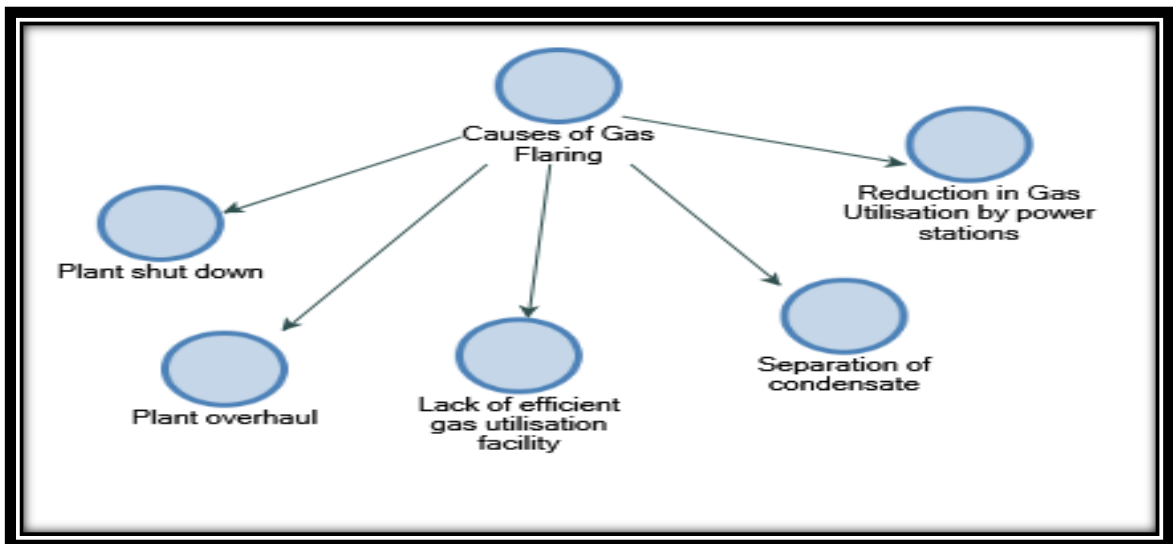 Causes of Gas
Flaring
Reduction in Gas
Utilisation by power
stations
Plant shut down
Separation of
condensate
Plant overhaul
Lack of efficient
gas utilisation
facility